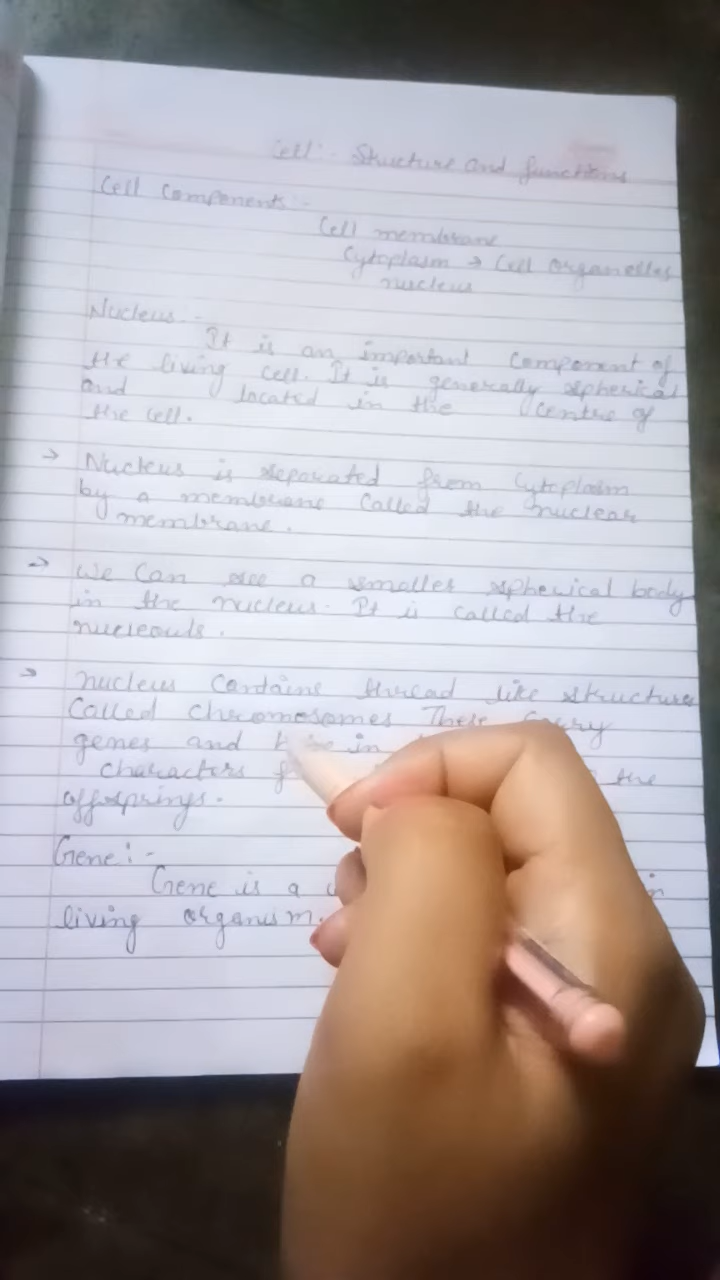 Cell :- Structure and functions
Cell Components :-
Cell membrane
Cytoplasm → Cell organelles
nucleus
Nucleus -
It is an important Component of
the living cell. It is generally spherical
and located in the centre of
the cell.
→ Nucleus is separated from Cytoplasm
by a membrane called the nuclear
membrane.
→ We can see a smaller spherical body
in the nucleus. It is called the
nucleouls.
→ nucleus contains thread like structures
Called chromosomes These carry
genes and in
characters the
offsprings.
Gene :-
Gene is a in
living organism.